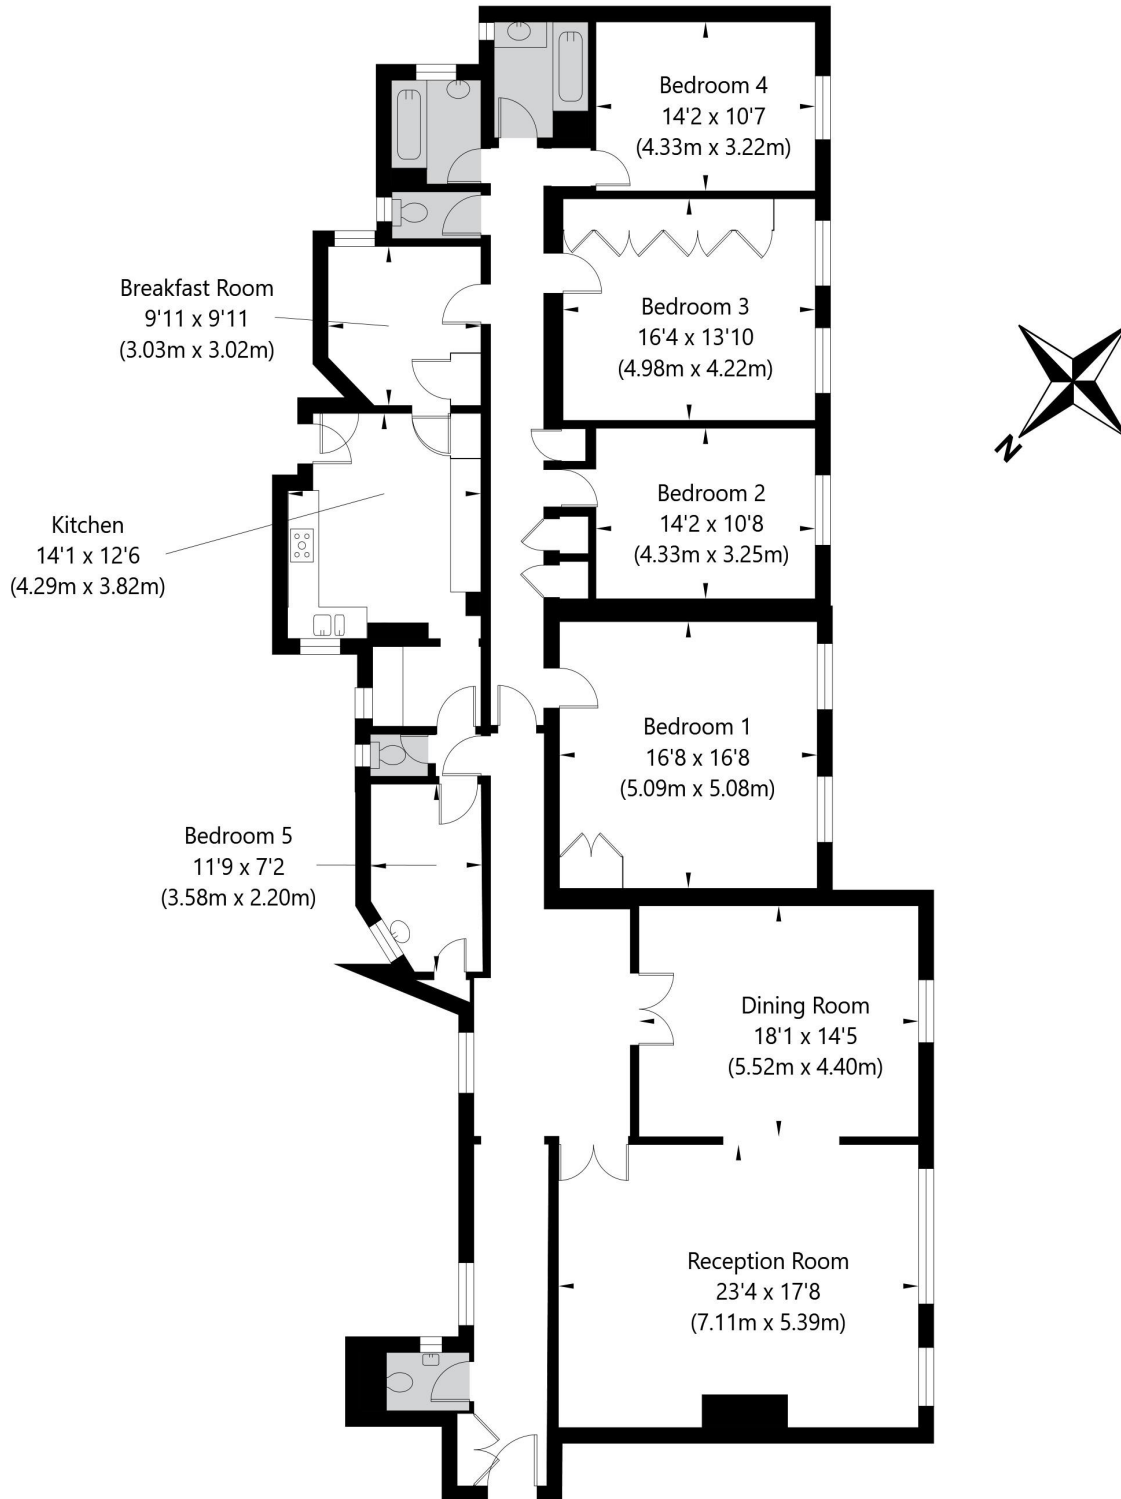 Bedroom 4
14'2 x 10'7
(4.33m x 3.22m)
Breakfast Room
9'11 x 9'11
(3.03m x 3.02m)
Bedroom 3
16'4 x 13'10
(4.98m x 4.22m)
N
Kitchen
14'1 x 12'6
(4.29m x 3.82m)
Bedroom 2
14'2 x 10'8
(4.33m x 3.25m)
Bedroom 1
16'8 x 16'8
(5.09m x 5.08m)
Bedroom 5
11'9 x 7'2
(3.58m x 2.20m)
Dining Room
18'1 x 14'5
(5.52m x 4.40m)
Reception Room
23'4 x 17'8
(7.11m x 5.39m)